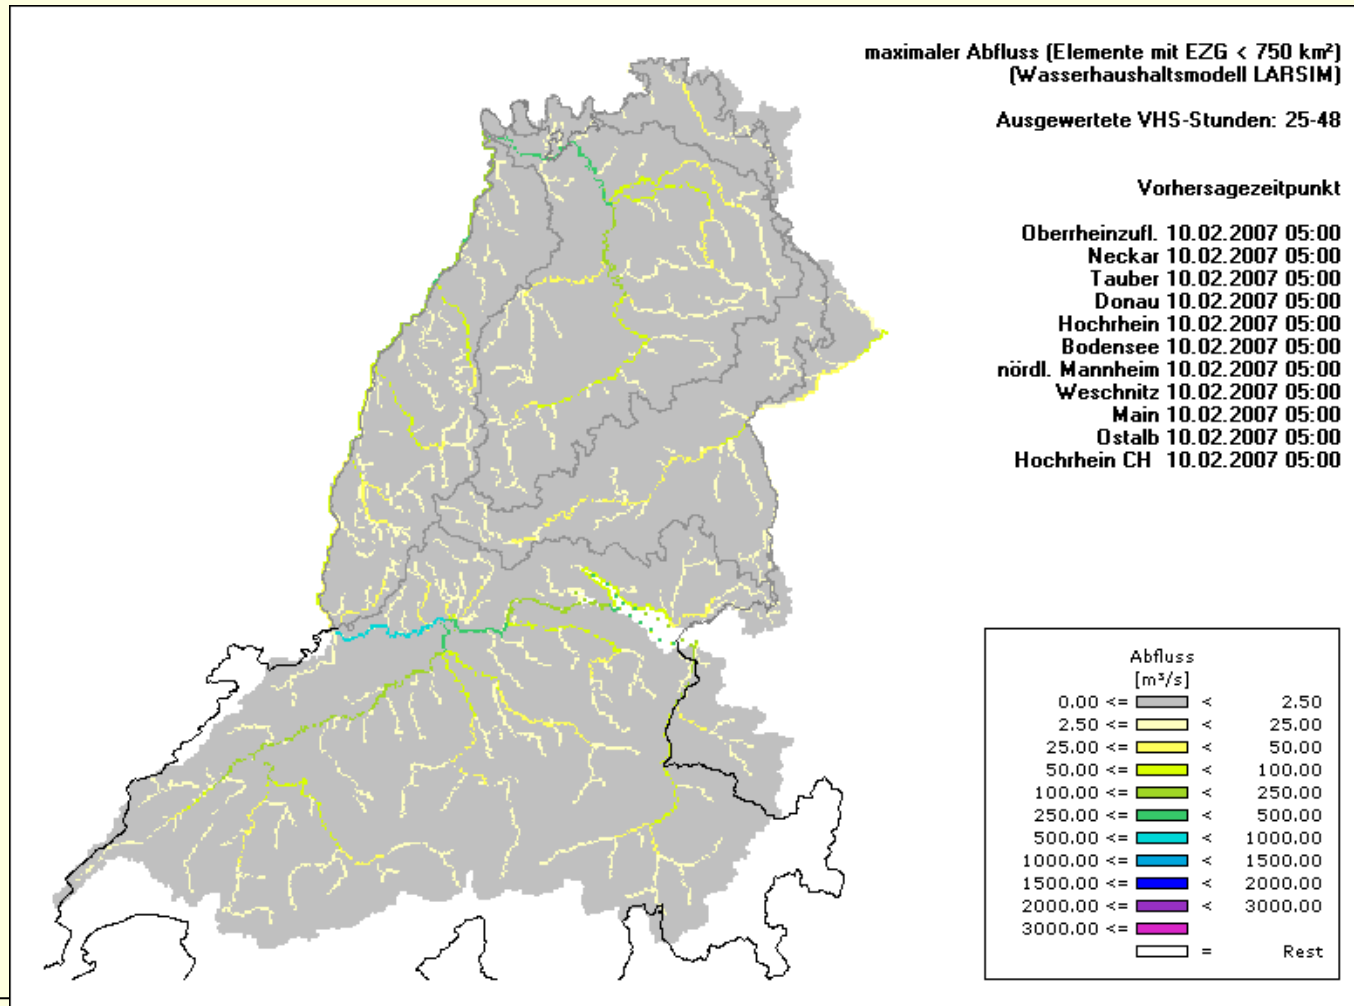 maximaler Abfluss (Elemente mit EZG < 750 km²)
(Wasserhaushaltsmodell LARSIM)
Ausgewertete VHS-Stunden: 25-48
Vorhersagezeitpunkt
Oberrheinzufl. 10.02.2007 05:00
Neckar 10.02.2007 05:00
Tauber 10.02.2007 05:00
Donau 10.02.2007 05:00
Hochrhein 10.02.2007 05:00
Bodensee 10.02.2007 05:00
nördl. Mannheim 10.02.2007 05:00
Weschnitz 10.02.2007 05:00
Main 10.02.2007 05:00
Ostalb 10.02.2007 05:00
Hochrhein CH 10.02.2007 05:00
Abfluss
[m³/s]
0.00 <= < 2.50
2.50 <= < 25.00
25.00 <= < 50.00
50.00 <= < 100.00
100.00 <= < 250.00
250.00 <= < 500.00
500.00 <= < 1000.00
1000.00 <= < 1500.00
1500.00 <= < 2000.00
2000.00 <= < 3000.00
3000.00 <=
= Rest